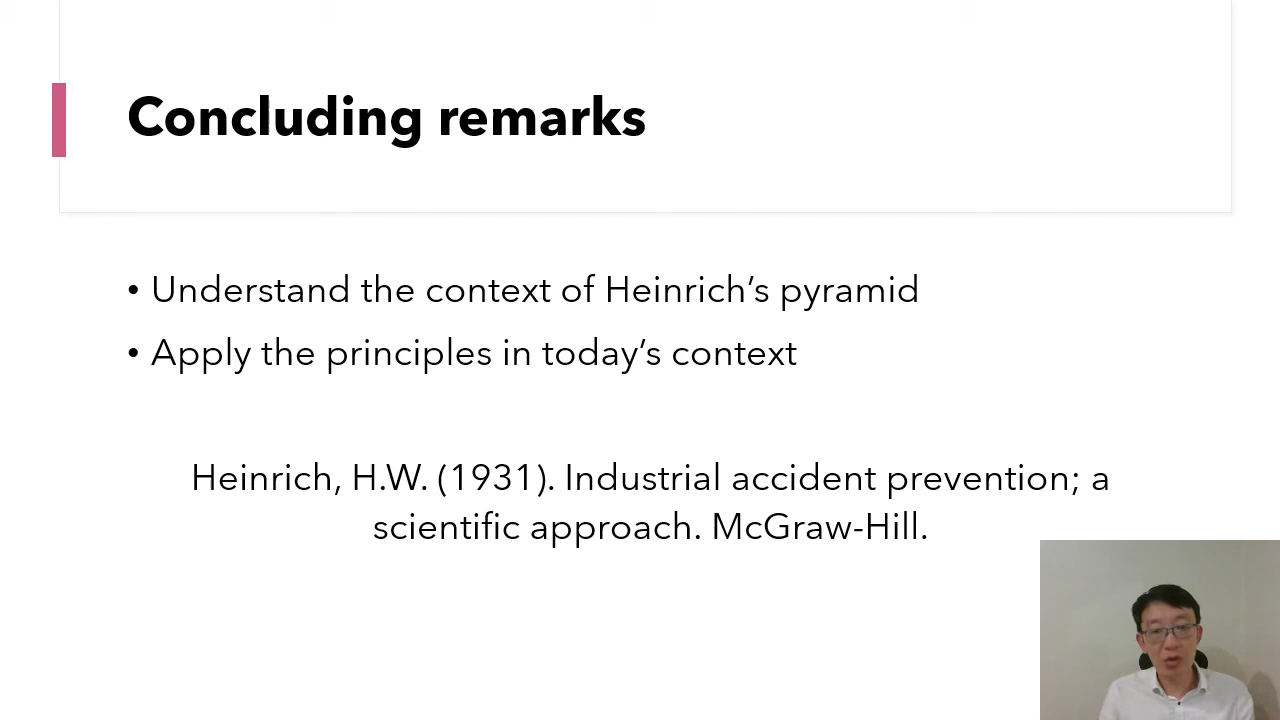 Concluding remarks
• Understand the context of Heinrich’s pyramid
• Apply the principles in today’s context
Heinrich, H.W. (1931). Industrial accident prevention; a
scientific approach. McGraw-Hill.